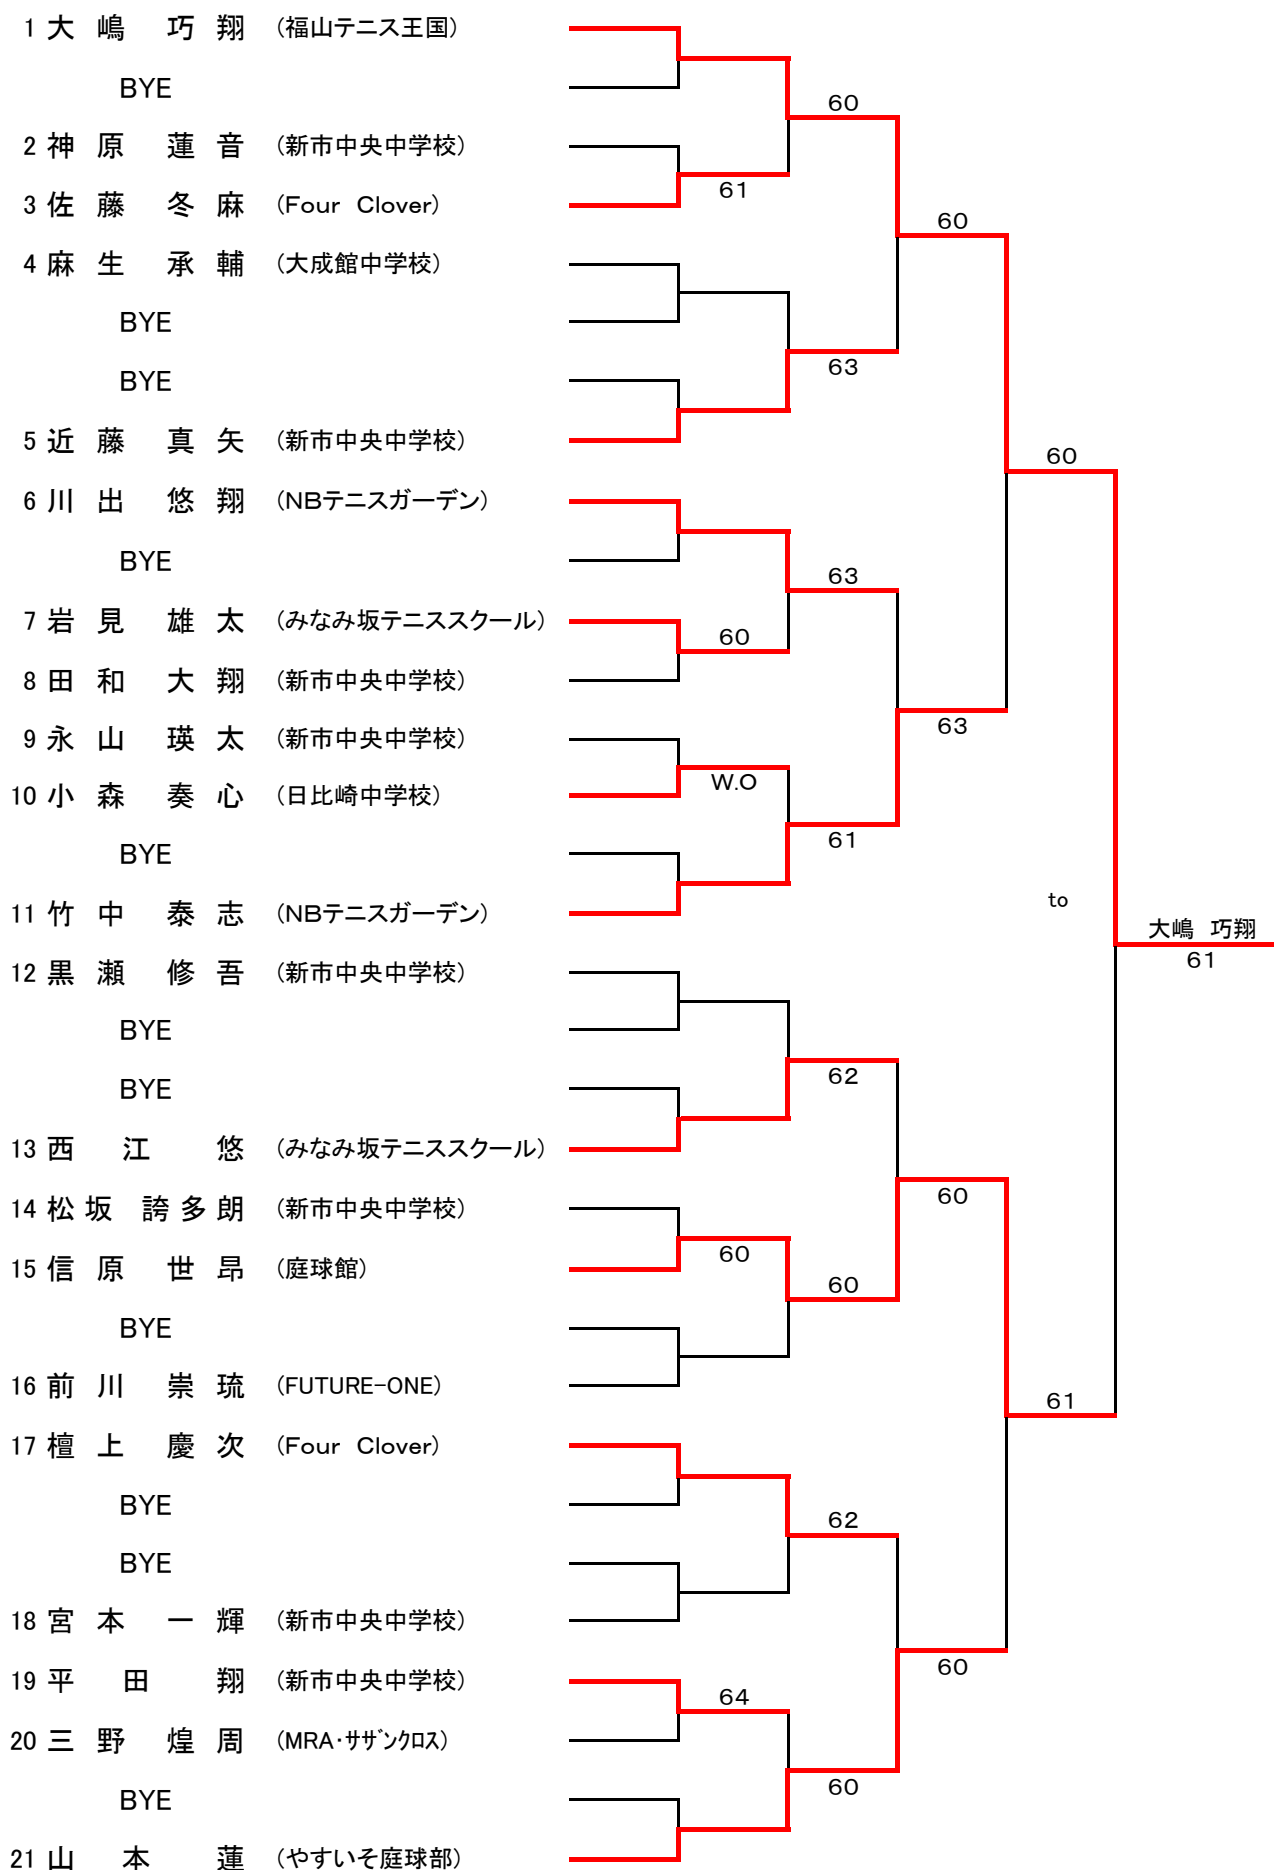 1 大 嶋 巧 翔 (福山テニス王国)
BYE
60
2 神 原 蓮 音 (新市中央中学校)
61
3 佐 藤 冬 麻 (Four Clover)
60
4 麻 生 承 輔 (大成館中学校)
BYE
63
BYE
5 近 藤 真 矢 (新市中央中学校)
60
6 川 出 悠 翔 (NBテニスガーデン)
BYE
63
7 岩 見 雄 太 (みなみ坂テニススクール)
60
8 田 和 大 翔 (新市中央中学校)
63
9 永 山 瑛 太 (新市中央中学校)
W.O
10 小 森 奏 心 (日比崎中学校)
61
BYE
to
11 竹 中 泰 志 (NBテニスガーデン)
大嶋 巧翔
61
12 黒 瀬 修 吾 (新市中央中学校)
BYE
62
BYE
13 西 江 悠 (みなみ坂テニススクール)
60
14 松 坂 誇 多 朗 (新市中央中学校)
60
15 信 原 世 昂 (庭球館)
60
BYE
16 前 川 崇 琉 (FUTURE-ONE)
61
17 檀 上 慶 次 (Four Clover)
BYE
62
BYE
18 宮 本 一 輝 (新市中央中学校)
60
19 平 田 翔 (新市中央中学校)
64
20 三 野 煌 周 (MRA・ｻｻﾞﾝｸﾛｽ)
60
BYE
21 山 本 蓮 (やすいそ庭球部)